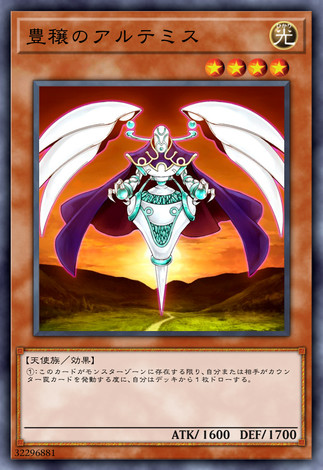 豊穣のアルテミス
光
【天使族／効果】
①:このカードがモンスターゾーンに存在する限り、自分または相手がカウン
ター罠カードを発動する度に、自分はデッキから１枚ドローする。
ATK/ 1600 DEF/1700
32296881